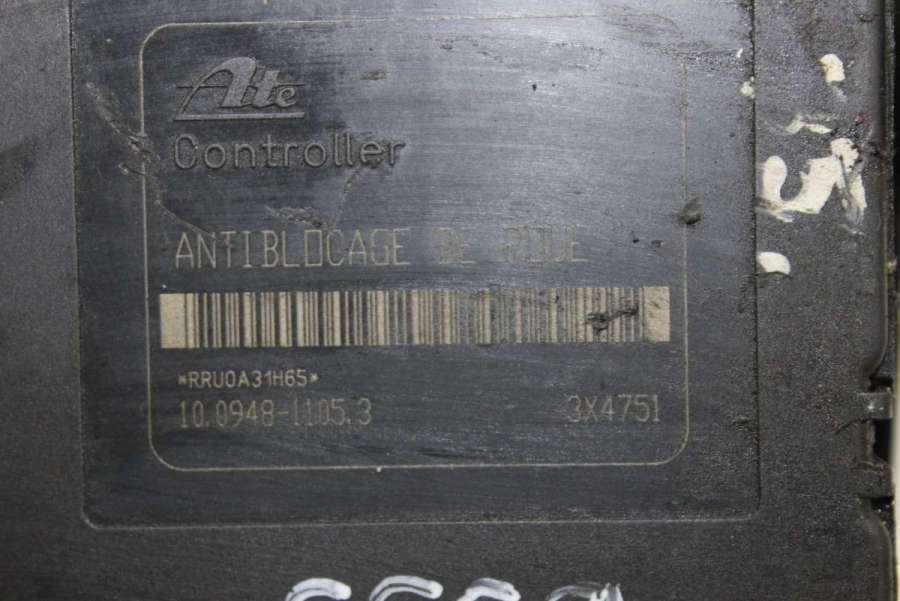 Ate
Controller
ANTIBLOCAGE DE ROUE
*RRU0A31H65*
10.0948-1105.3
3X4751